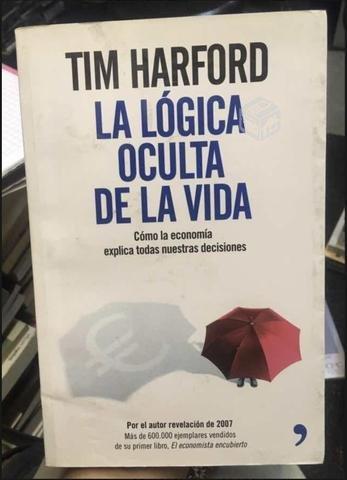 TIM HARFORD
LA LÓGICA
OCULTA
DE LA VIDA
Cómo la economía
explica todas nuestras decisiones
Por el autor revelación de 2007
Más de 600.000 ejemplares vendidos
de su primer libro, El economista encubierto